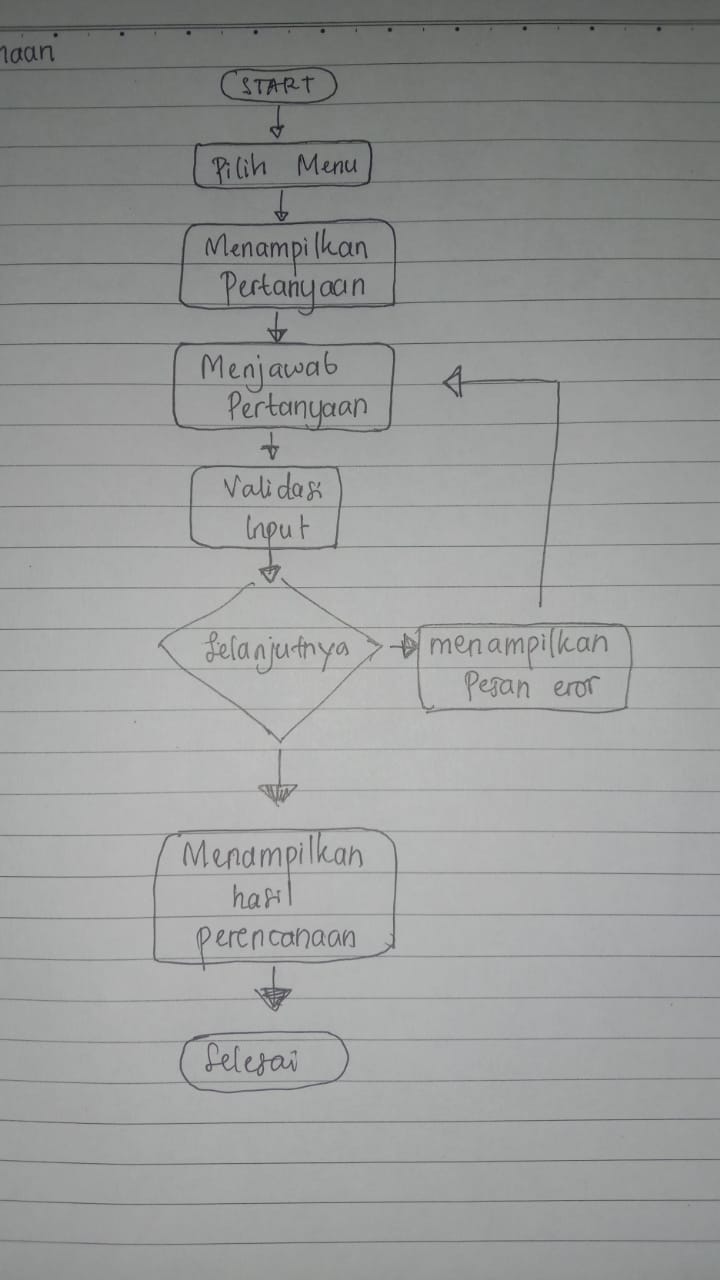 naan
START
Pilih Menu
Menampilkan
Pertanyaan
Menjawab
Pertanyaan
Validasi
Input
Selanjutnya
menampilkan
Pesan eror
Menampilkan
hasil
perencanaan
Selesai